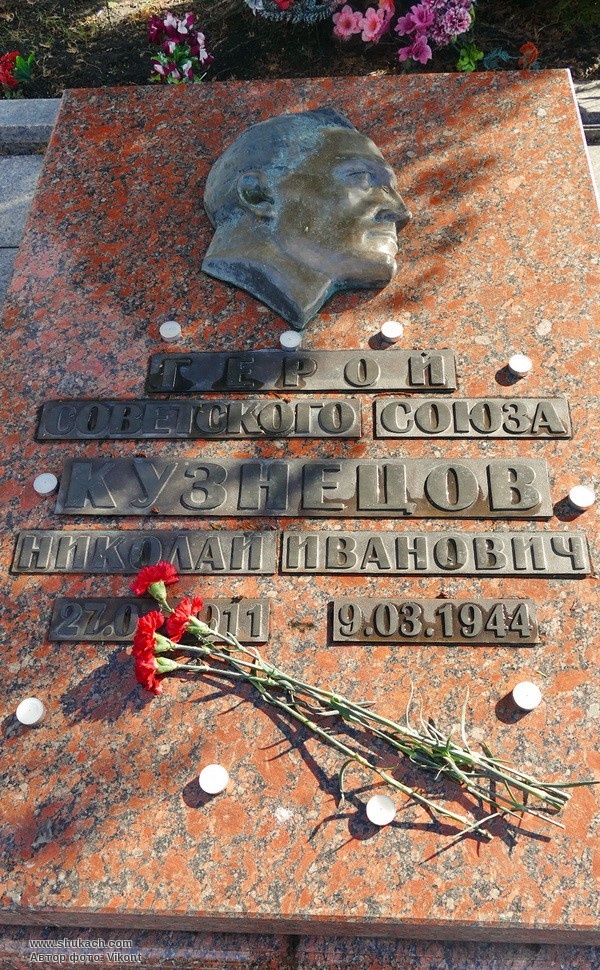 ГЕРОЙ
СОВЕТСКОГО СОЮЗА
КУЗНЕЦОВ
НИКОЛАЙ ИВАНОВИЧ
9.03.1944
www.shukach.com
Автор фото: Vikont